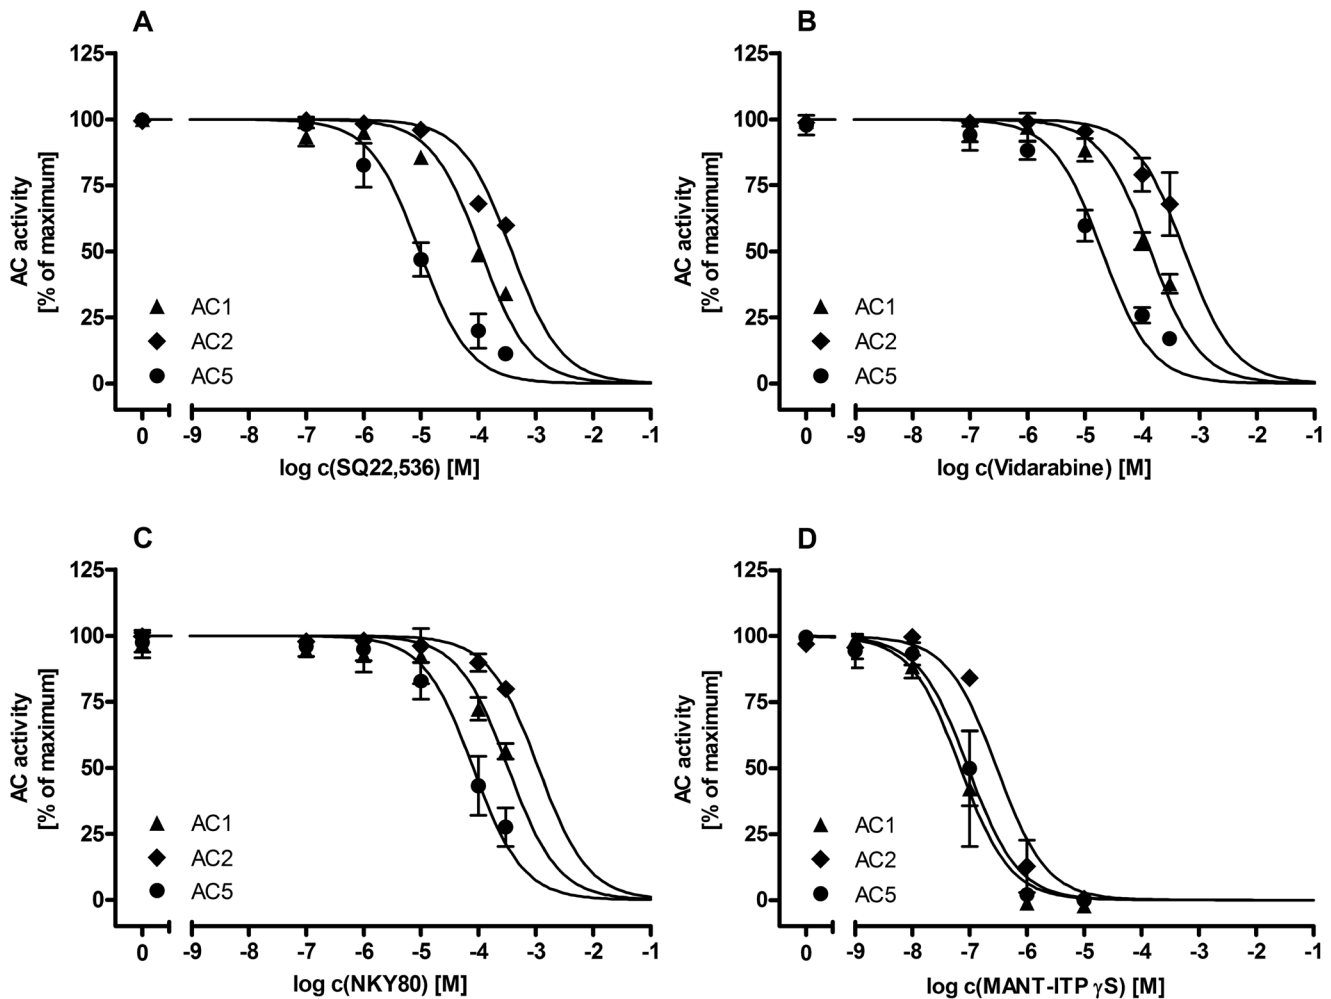 A
125
100
75
50
25
0
AC activity
[% of maximum]
AC1
AC2
AC5
0 -9 -8 -7 -6 -5 -4 -3 -2 -1
log c(SQ22,536) [M]
B
125
100
75
50
25
0
AC activity
[% of maximum]
AC1
AC2
AC5
0 -9 -8 -7 -6 -5 -4 -3 -2 -1
log c(Vidarabine) [M]
C
125
100
75
50
25
0
AC activity
[% of maximum]
AC1
AC2
AC5
0 -9 -8 -7 -6 -5 -4 -3 -2 -1
log c(NKY80) [M]
D
125
100
75
50
25
0
AC activity
[% of maximum]
AC1
AC2
AC5
0 -9 -8 -7 -6 -5 -4 -3 -2 -1
log c(MANT-ITP γS) [M]